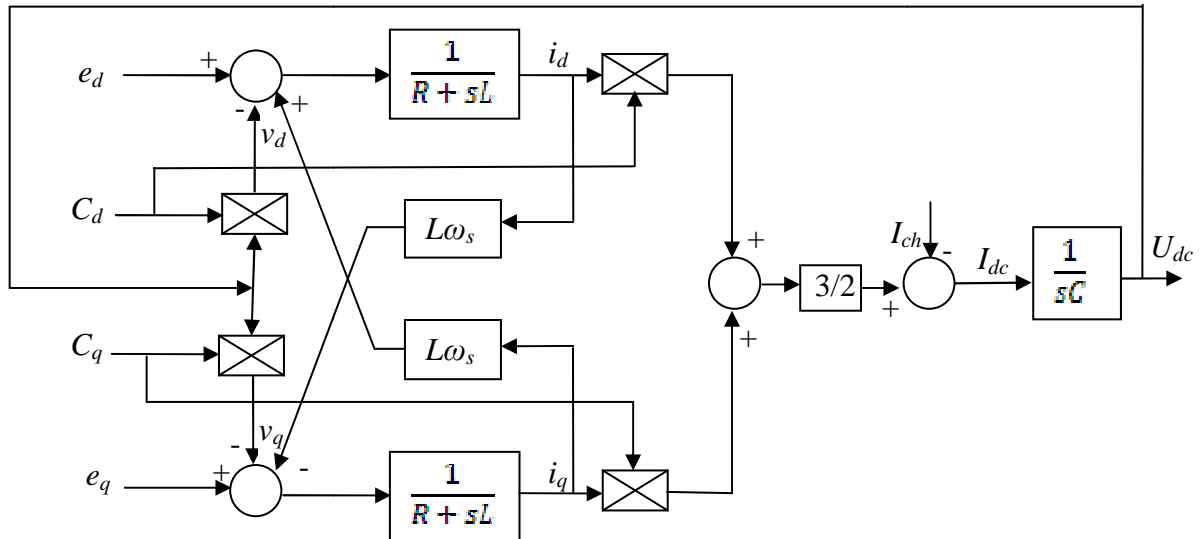 e_d
+
-
+
v_d
1
R + sL
i_d
C_d
Lω_s
+
I_ch
-
I_dc
1
sC
U_dc
3/2
+
+
C_q
Lω_s
-
v_q
-
+
e_q
1
R + sL
i_q